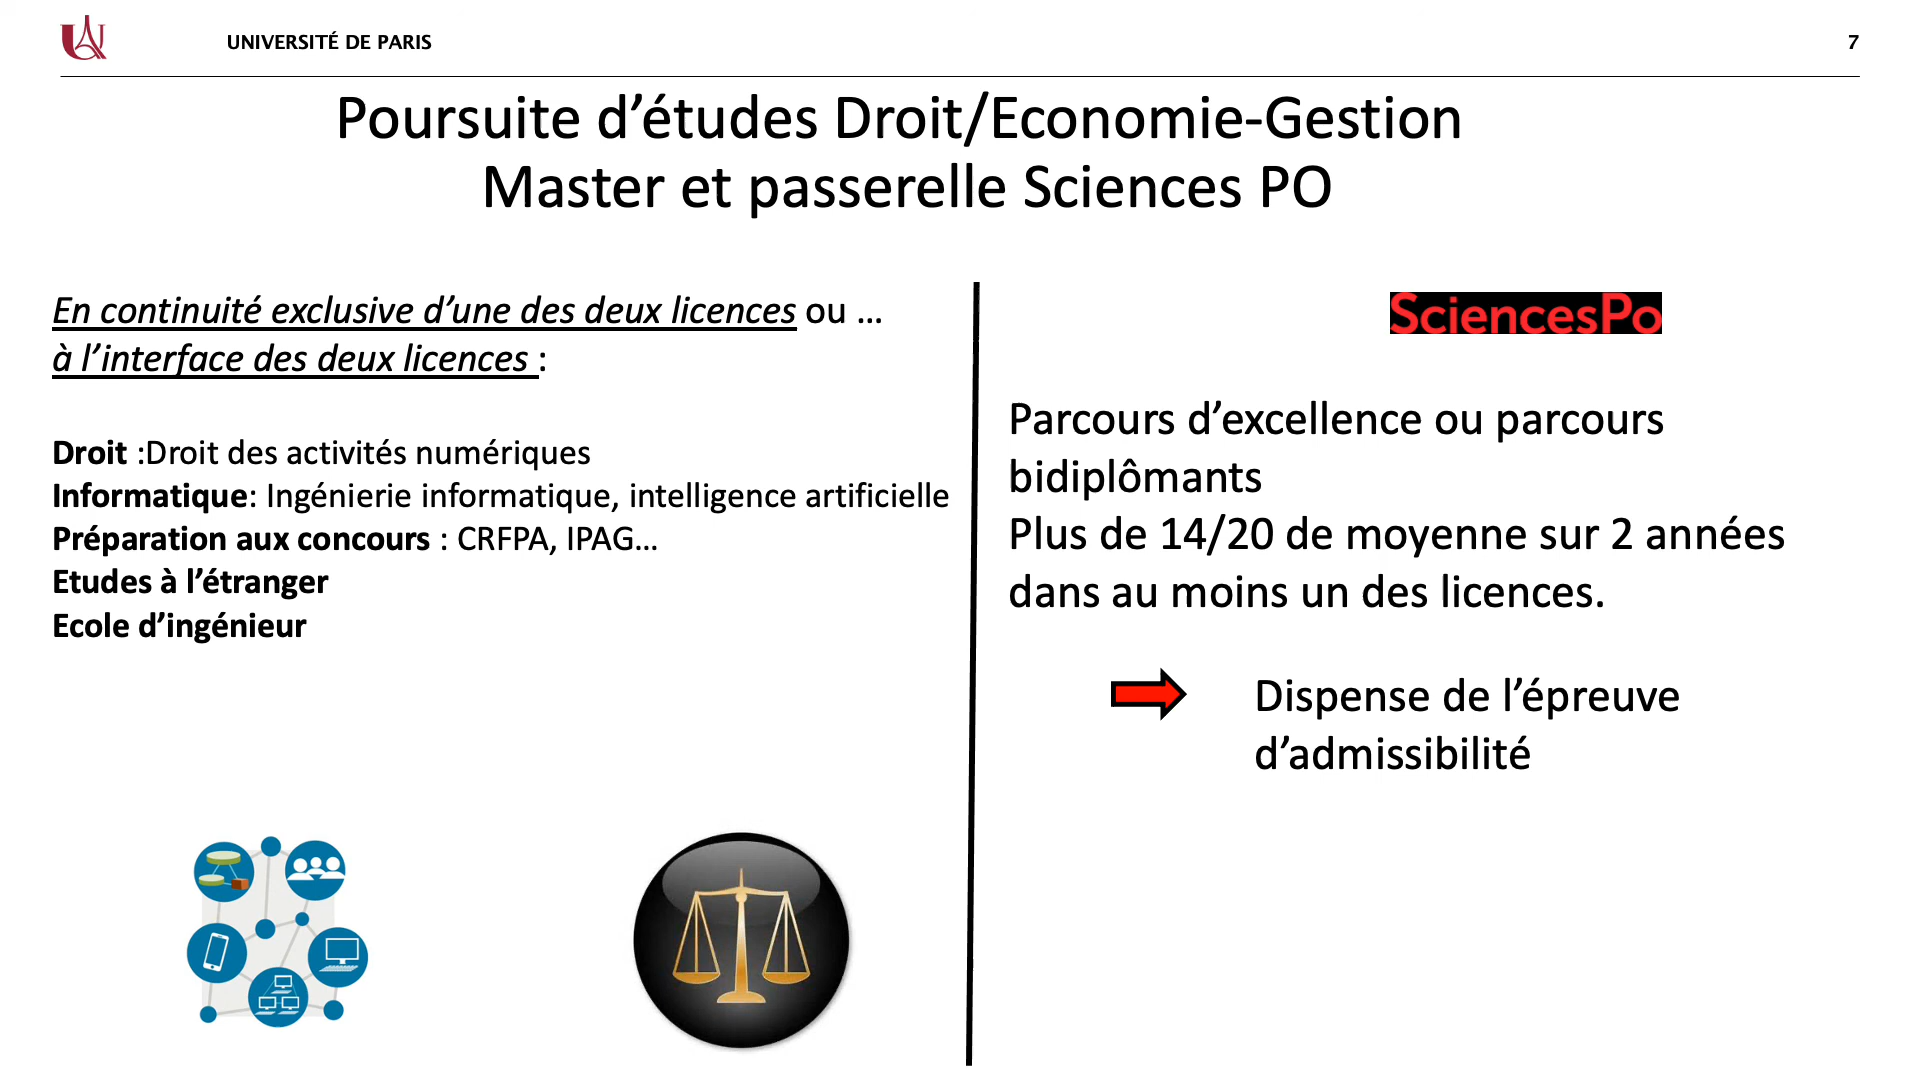 UNIVERSITÉ DE PARIS
7
Poursuite d’études Droit/Economie-Gestion
Master et passerelle Sciences PO
En continuité exclusive d’une des deux licences ou ...
à l’interface des deux licences :
Droit :Droit des activités numériques
Informatique: Ingénierie informatique, intelligence artificielle
Préparation aux concours : CRFPA, IPAG...
Etudes à l’étranger
Ecole d’ingénieur
SciencesPo
Parcours d’excellence ou parcours
bidiplômants
Plus de 14/20 de moyenne sur 2 années
dans au moins un des licences.
Dispense de l’épreuve
d’admissibilité